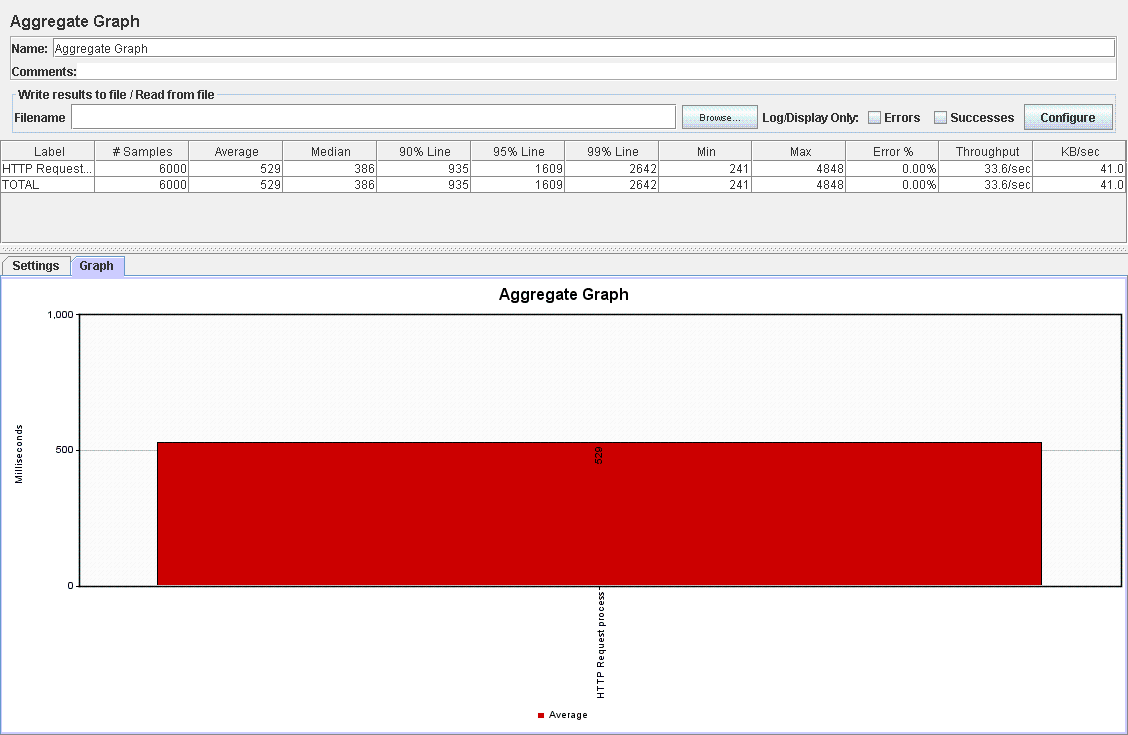 Aggregate Graph
Name: Aggregate Graph
Comments:
Write results to file / Read from file
Filename Browse... Log/Display Only: Errors Successes Configure
Label # Samples Average Median 90% Line 95% Line 99% Line Min Max Error % Throughput KB/sec
HTTP Request... 6000 529 386 935 1609 2642 241 4848 0.00% 33.6/sec 41.0
TOTAL 6000 529 386 935 1609 2642 241 4848 0.00% 33.6/sec 41.0
Settings Graph
Aggregate Graph
1,000
500
0
Milliseconds
529
HTTP Request process
Average